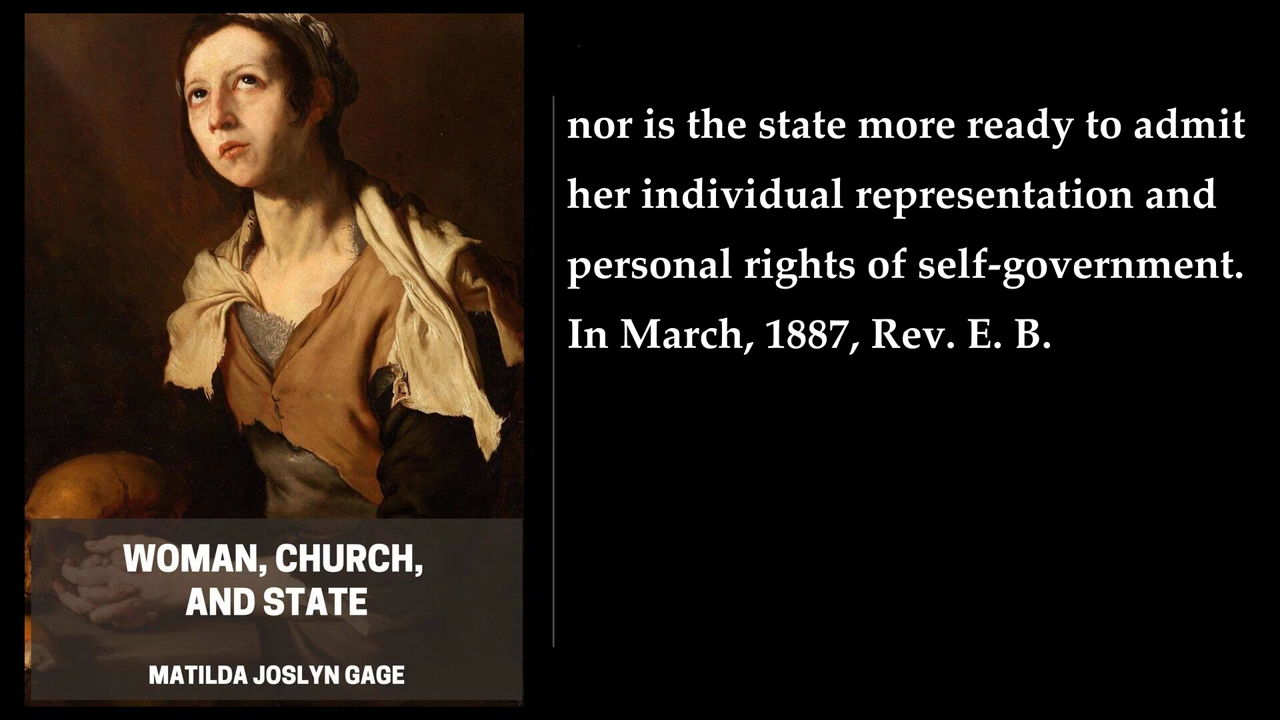 WOMAN, CHURCH,
AND STATE
MATILDA JOSLYN GAGE
nor is the state more ready to admit
her individual representation and
personal rights of self-government.
In March, 1887, Rev. E. B.